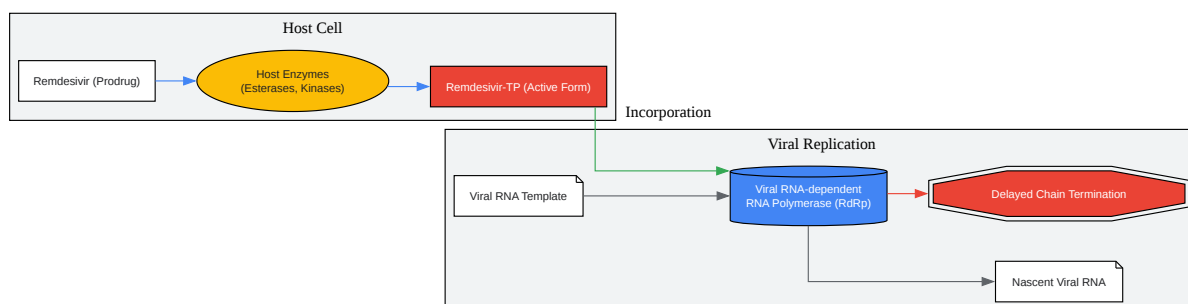 Host Cell
Remdesivir (Prodrug)
Host Enzymes
(Esterases, Kinases)
Remdesivir-TP (Active Form)
Incorporation
Viral Replication
Viral RNA Template
Viral RNA-dependent
RNA Polymerase (RdRp)
Delayed Chain Termination
Nascent Viral RNA